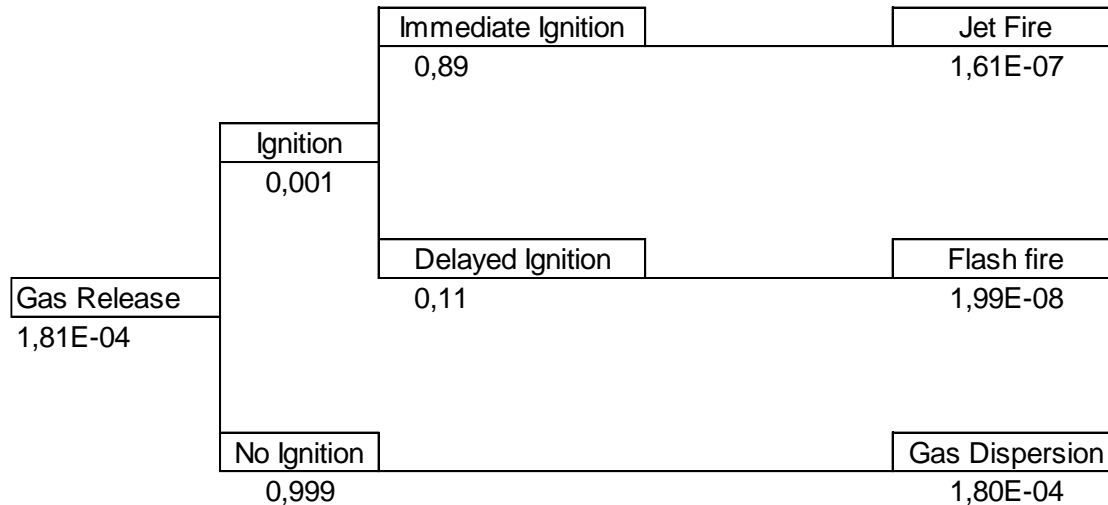 Immediate Ignition
Jet Fire
0,89
1,61E-07
Ignition
0,001
Delayed Ignition
Flash fire
0,11
1,99E-08
Gas Release
1,81E-04
No Ignition
Gas Dispersion
0,999
1,80E-04